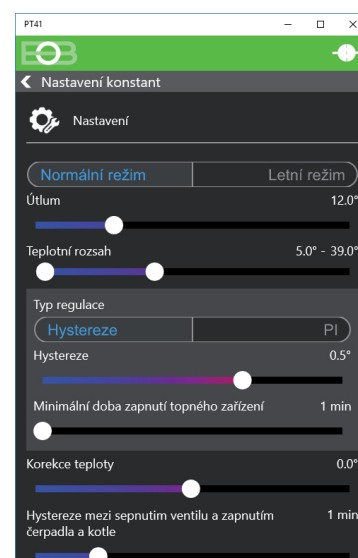 PT41
EOB
Nastavení konstant
Nastavení
Normální režim Letní režim
Útlum 12.0°
Teplotní rozsah 5.0° - 39.0°
Typ regulace
Hystereze PI
Hystereze 0.5°
Minimální doba zapnutí topného zařízení 1 min
Korekce teploty 0.0°
Hystereze mezi sepnutim ventilu a zapnutím 1 min
čerpadla a kotle